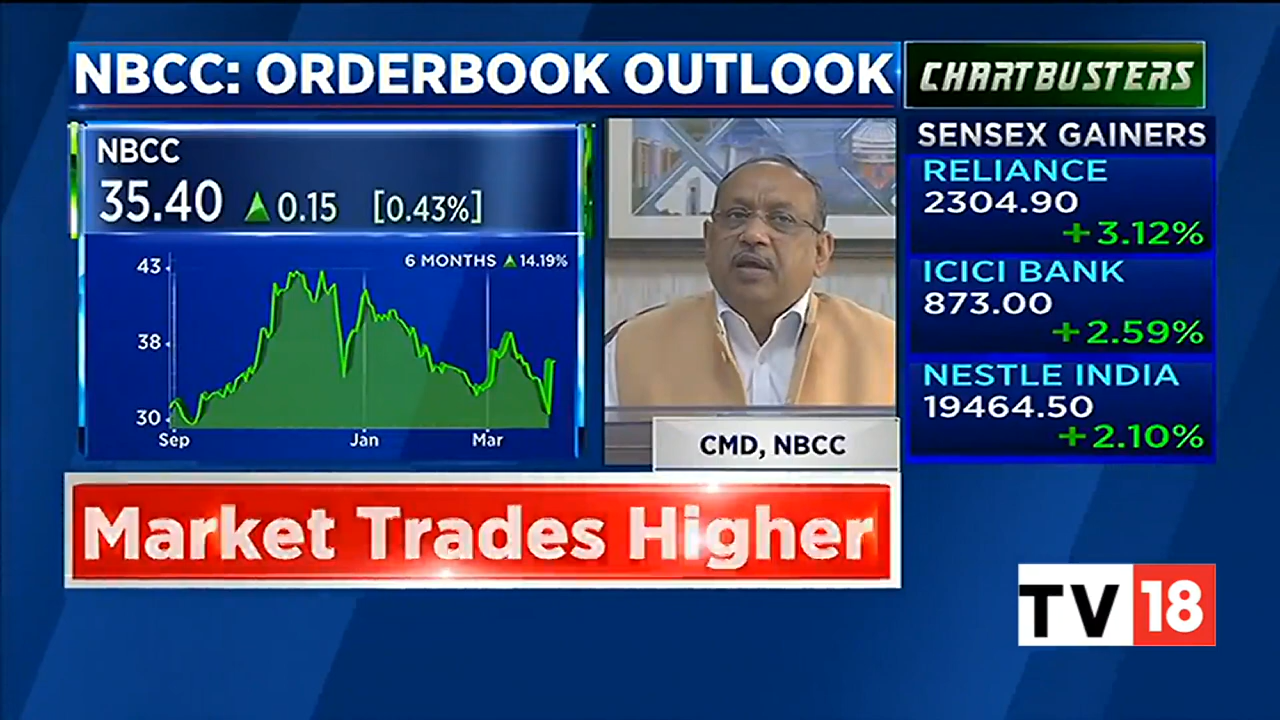 NBCC: ORDERBOOK OUTLOOK
CHARTBUSTERS
NBCC
35.40 ▲ 0.15 [0.43%]
6 MONTHS ▲ 14.19%
43
38
30
Sep Jan Mar
CMD, NBCC
SENSEX GAINERS
RELIANCE
2304.90
+3.12%
ICICI BANK
873.00
+2.59%
NESTLE INDIA
19464.50
+2.10%
Market Trades Higher
TV18